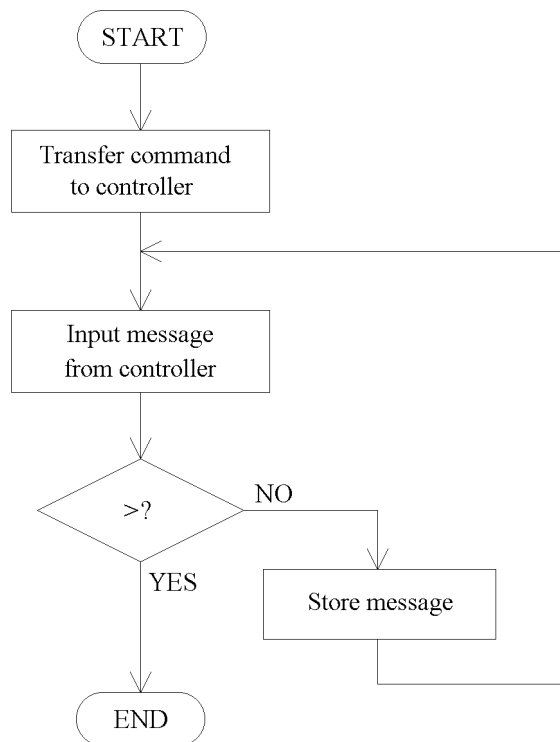 START
Transfer command
to controller
Input message
from controller
>?
NO
YES
Store message
END